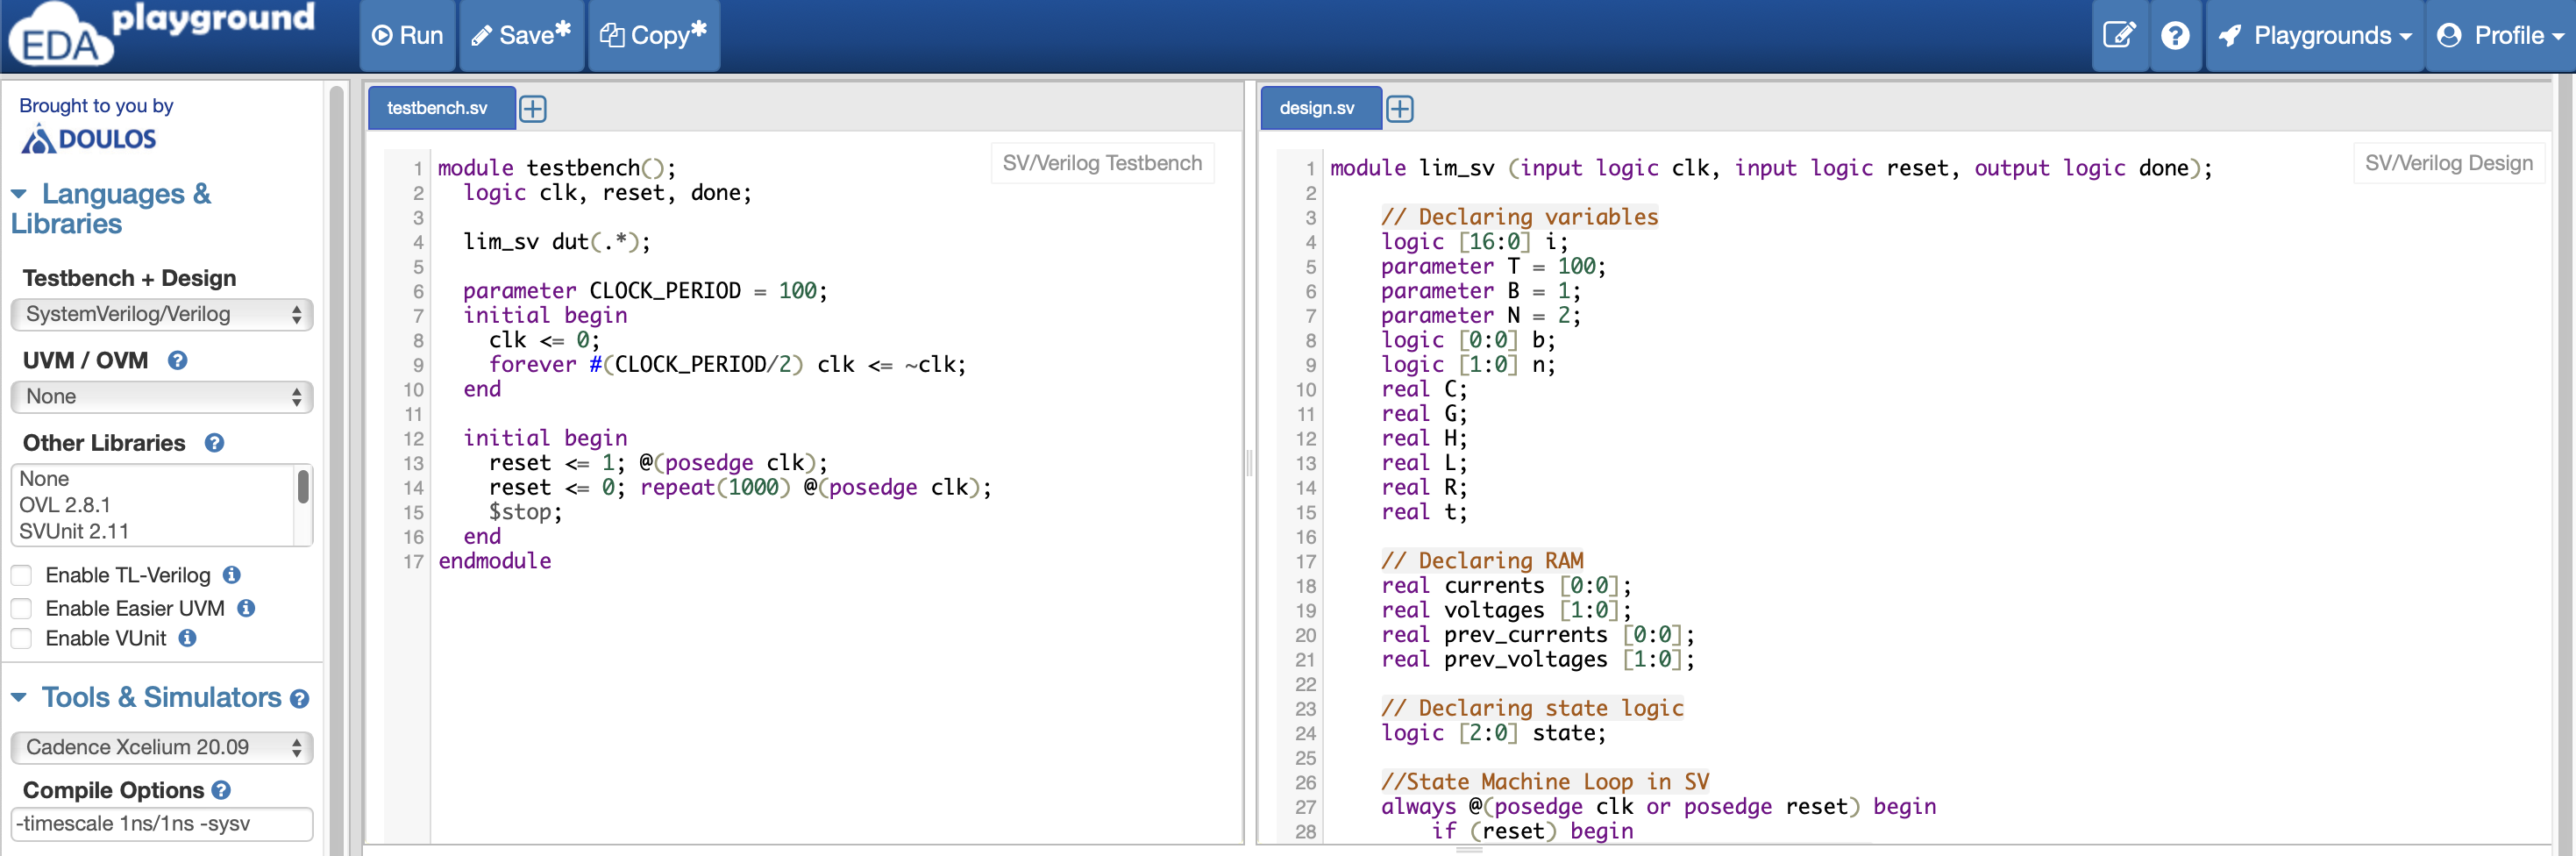 EDA playground
Run
Save*
Copy*
Playgrounds
Profile
Brought to you by
DOULOS
Languages & Libraries
Testbench + Design
SystemVerilog/Verilog
UVM / OVM
None
Other Libraries
None
OVL 2.8.1
SVUnit 2.11
Enable TL-Verilog
Enable Easier UVM
Enable VUnit
Tools & Simulators
Cadence Xcelium 20.09
Compile Options
-timescale 1ns/1ns -sysv
testbench.sv
SV/Verilog Testbench
1 module testbench();
2 logic clk, reset, done;
3
4 lim_sv dut(.*);
5
6 parameter CLOCK_PERIOD = 100;
7 initial begin
8 clk <= 0;
9 forever #(CLOCK_PERIOD/2) clk <= ~clk;
10 end
11
12 initial begin
13 reset <= 1; @(posedge clk);
14 reset <= 0; repeat(1000) @(posedge clk);
15 $stop;
16 end
17 endmodule
design.sv
SV/Verilog Design
1 module lim_sv (input logic clk, input logic reset, output logic done);
2
3 // Declaring variables
4 logic [16:0] i;
5 parameter T = 100;
6 parameter B = 1;
7 parameter N = 2;
8 logic [0:0] b;
9 logic [1:0] n;
10 real C;
11 real G;
12 real H;
13 real L;
14 real R;
15 real t;
16
17 // Declaring RAM
18 real currents [0:0];
19 real voltages [1:0];
20 real prev_currents [0:0];
21 real prev_voltages [1:0];
22
23 // Declaring state logic
24 logic [2:0] state;
25
26 //State Machine Loop in SV
27 always @(posedge clk or posedge reset) begin
28 if (reset) begin